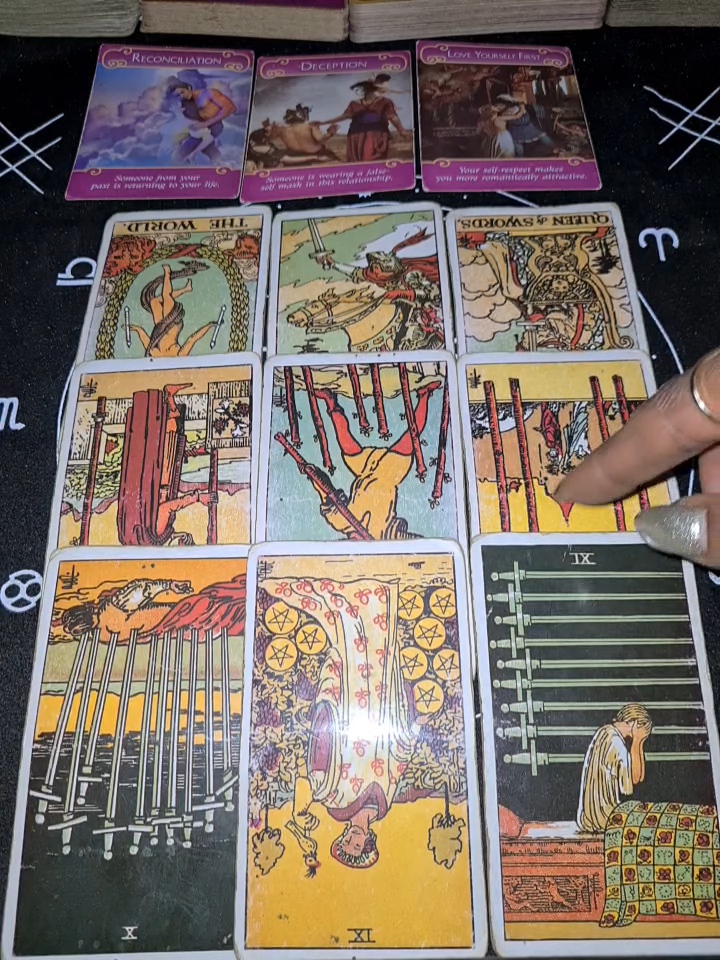 RECONCILIATION
Someone from your
past is returning to your life.
DECEPTION
Someone is wearing a false-
self mask in this relationship.
LOVE YOURSELF FIRST
Your self-respect makes
you more romantically attractive.
THE WORLD.
QUEEN of SWORDS.
X
IX
IX